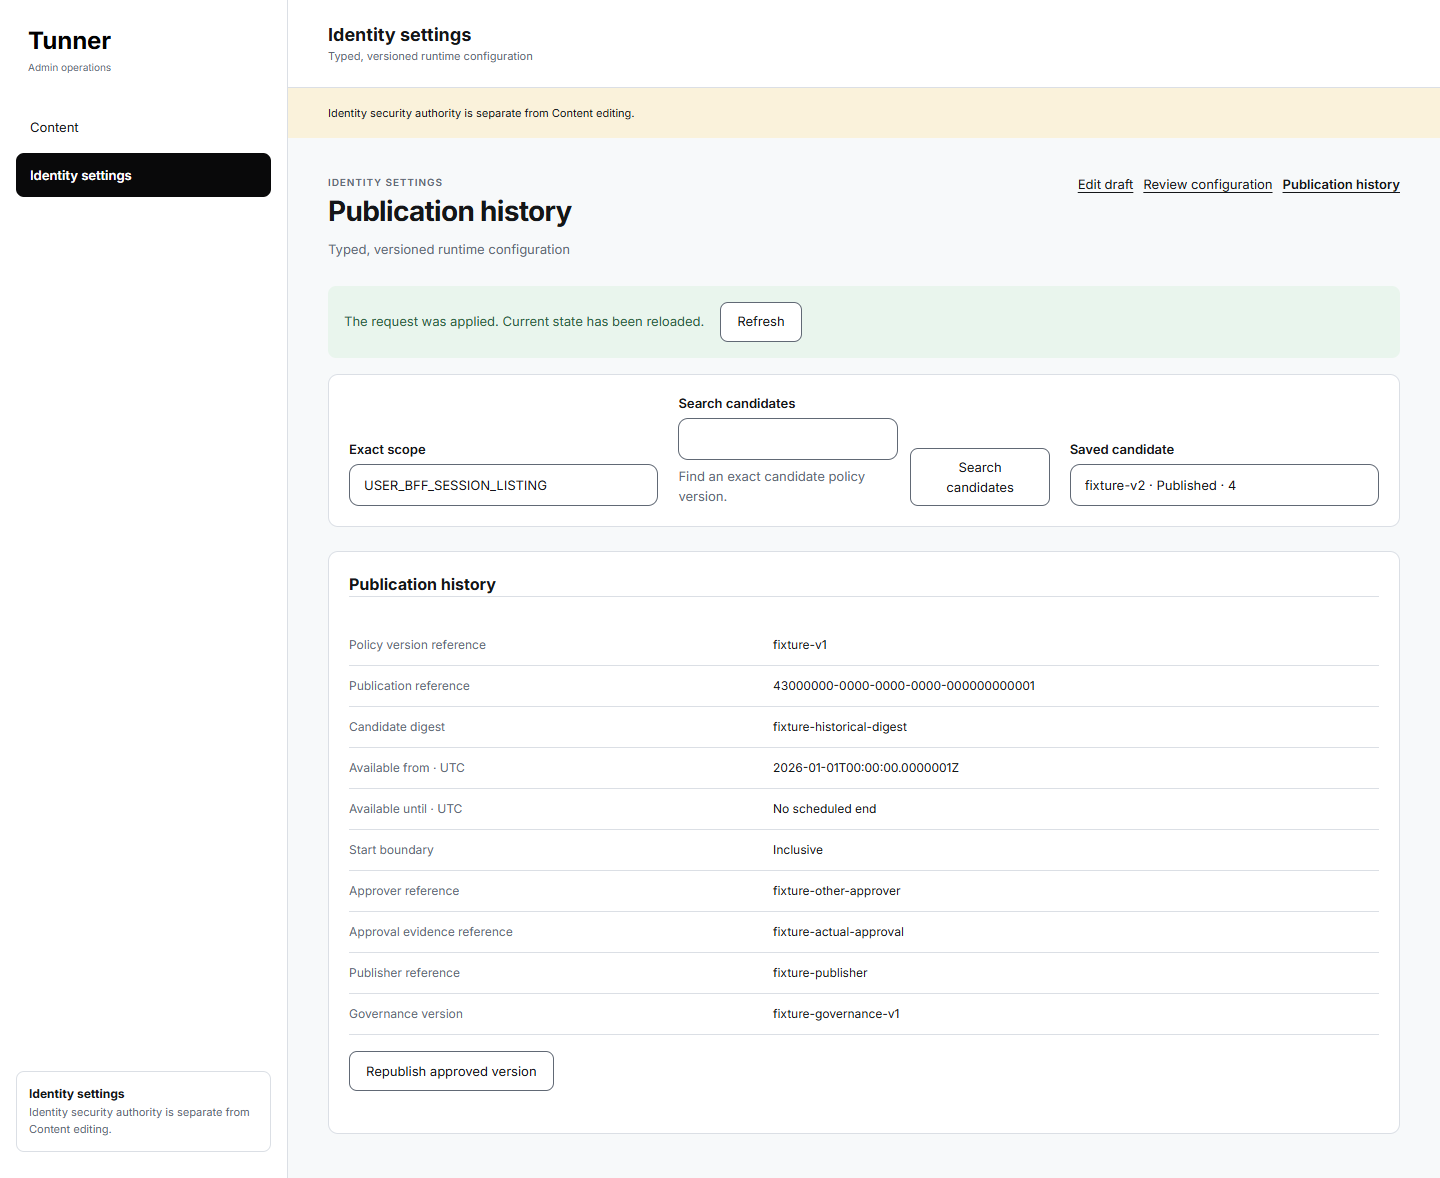 Tunner
Admin operations
Content
Identity settings
Identity settings
Identity security authority is separate from
Content editing.
Identity settings
Typed, versioned runtime configuration
Identity security authority is separate from Content editing.
IDENTITY SETTINGS
Publication history
Typed, versioned runtime configuration
Edit draft Review configuration Publication history
The request was applied. Current state has been reloaded. Refresh
Exact scope
USER_BFF_SESSION_LISTING
Search candidates
Find an exact candidate policy
version.
Search
candidates
Saved candidate
fixture-v2 · Published · 4
Publication history
Policy version reference fixture-v1
Publication reference 43000000-0000-0000-0000-000000000001
Candidate digest fixture-historical-digest
Available from · UTC 2026-01-01T00:00:00.0000001Z
Available until · UTC No scheduled end
Start boundary Inclusive
Approver reference fixture-other-approver
Approval evidence reference fixture-actual-approval
Publisher reference fixture-publisher
Governance version fixture-governance-v1
Republish approved version